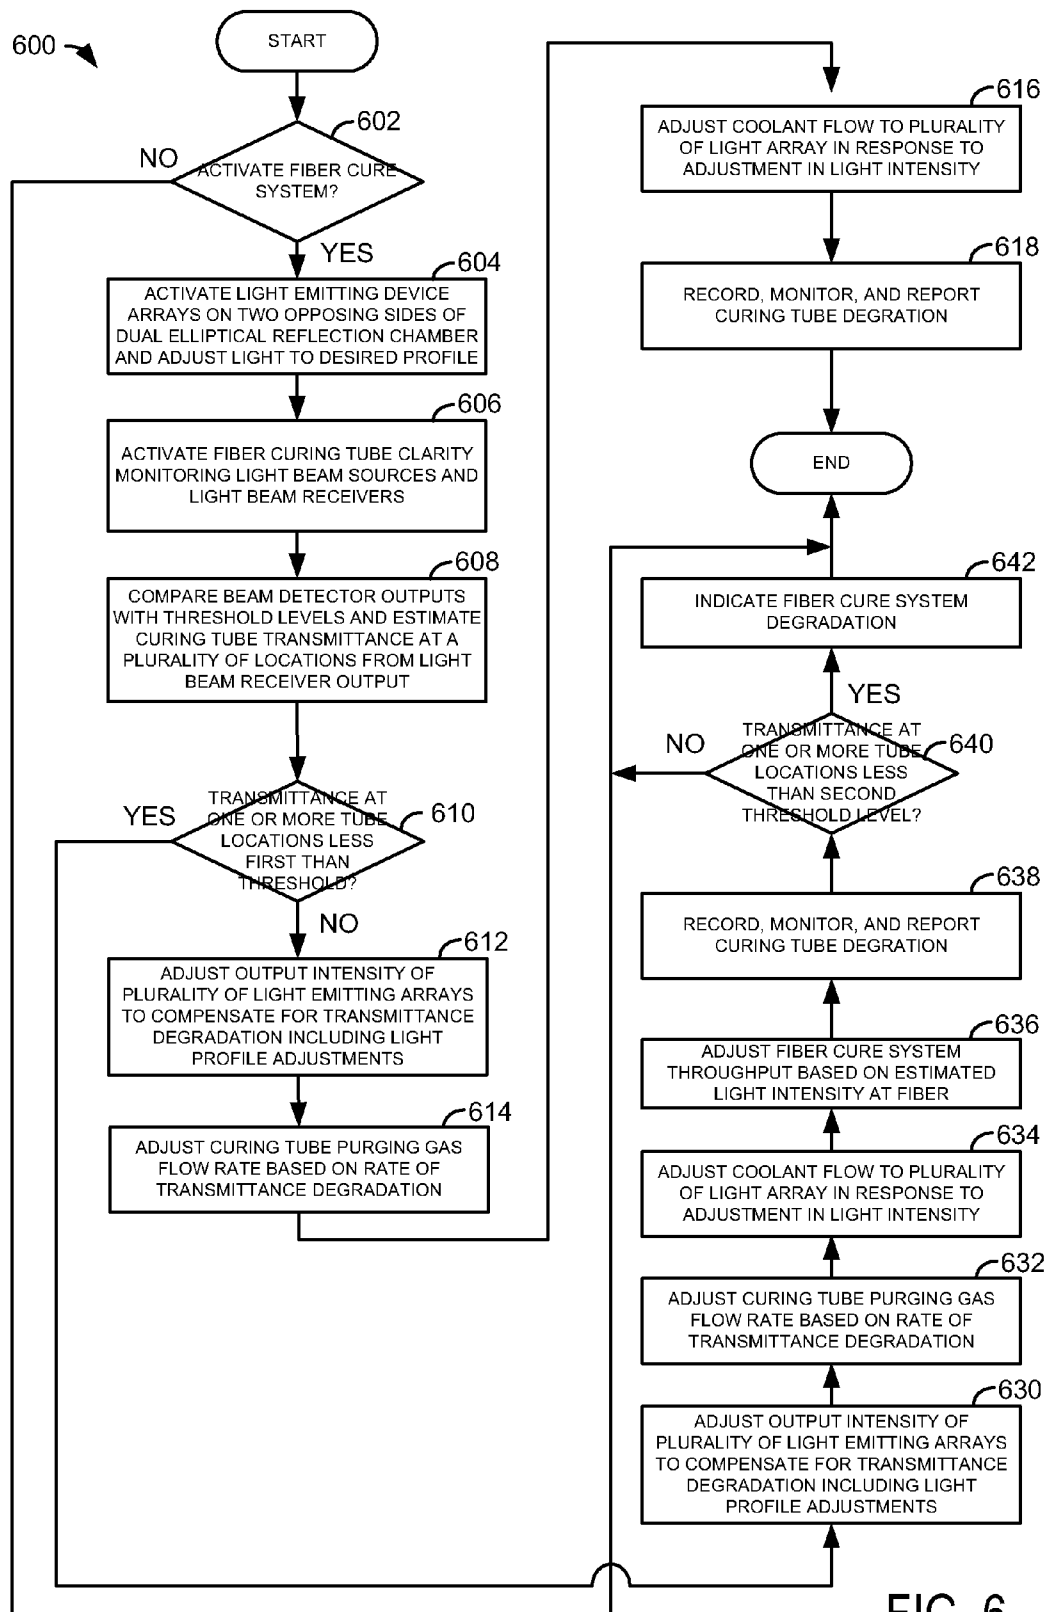 600
START
602
NO
ACTIVATE FIBER CURE
SYSTEM?
YES
604
ACTIVATE LIGHT EMITTING DEVICE
ARRAYS ON TWO OPPOSING SIDES OF
DUAL ELLIPTICAL REFLECTION CHAMBER
AND ADJUST LIGHT TO DESIRED PROFILE
606
ACTIVATE FIBER CURING TUBE CLARITY
MONITORING LIGHT BEAM SOURCES AND
LIGHT BEAM RECEIVERS
608
COMPARE BEAM DETECTOR OUTPUTS
WITH THRESHOLD LEVELS AND ESTIMATE
CURING TUBE TRANSMITTANCE AT A
PLURALITY OF LOCATIONS FROM LIGHT
BEAM RECEIVER OUTPUT
YES
610
TRANSMITTANCE AT
ONE OR MORE TUBE
LOCATIONS LESS
FIRST THAN
THRESHOLD?
NO
612
ADJUST OUTPUT INTENSITY OF
PLURALITY OF LIGHT EMITTING ARRAYS
TO COMPENSATE FOR TRANSMITTANCE
DEGRADATION INCLUDING LIGHT
PROFILE ADJUSTMENTS
614
ADJUST CURING TUBE PURGING GAS
FLOW RATE BASED ON RATE OF
TRANSMITTANCE DEGRADATION
616
ADJUST COOLANT FLOW TO PLURALITY
OF LIGHT ARRAY IN RESPONSE TO
ADJUSTMENT IN LIGHT INTENSITY
618
RECORD, MONITOR, AND REPORT
CURING TUBE DEGRATION
END
642
INDICATE FIBER CURE SYSTEM
DEGRADATION
YES
NO
640
TRANSMITTANCE AT
ONE OR MORE TUBE
LOCATIONS LESS
THAN SECOND
THRESHOLD LEVEL?
638
RECORD, MONITOR, AND REPORT
CURING TUBE DEGRATION
636
ADJUST FIBER CURE SYSTEM
THROUGHPUT BASED ON ESTIMATED
LIGHT INTENSITY AT FIBER
634
ADJUST COOLANT FLOW TO PLURALITY
OF LIGHT ARRAY IN RESPONSE TO
ADJUSTMENT IN LIGHT INTENSITY
632
ADJUST CURING TUBE PURGING GAS
FLOW RATE BASED ON RATE OF
TRANSMITTANCE DEGRADATION
630
ADJUST OUTPUT INTENSITY OF
PLURALITY OF LIGHT EMITTING ARRAYS
TO COMPENSATE FOR TRANSMITTANCE
DEGRADATION INCLUDING LIGHT
PROFILE ADJUSTMENTS
FIG. 6